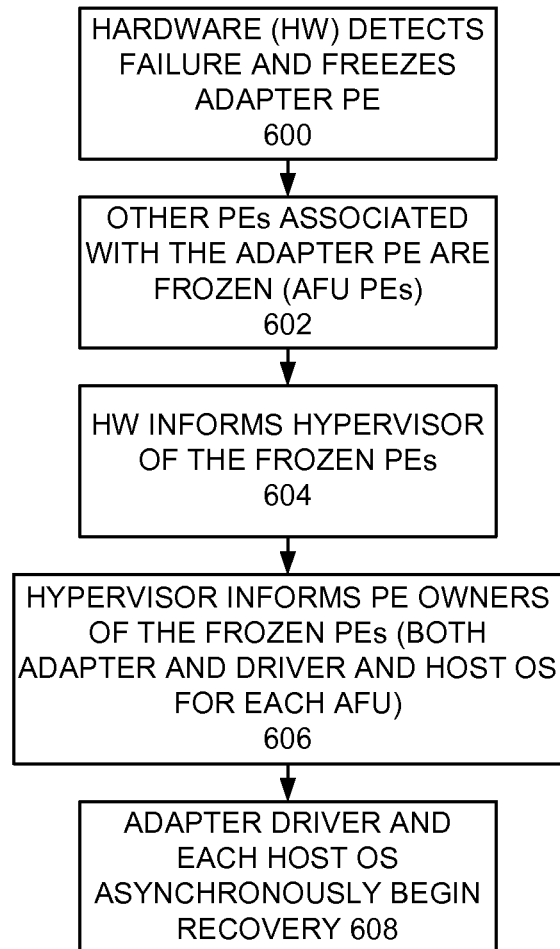 HARDWARE (HW) DETECTS
FAILURE AND FREEZES
ADAPTER PE
600
OTHER PEs ASSOCIATED
WITH THE ADAPTER PE ARE
FROZEN (AFU PEs)
602
HW INFORMS HYPERVISOR
OF THE FROZEN PEs
604
HYPERVISOR INFORMS PE OWNERS
OF THE FROZEN PEs (BOTH
ADAPTER AND DRIVER AND HOST OS
FOR EACH AFU)
606
ADAPTER DRIVER AND
EACH HOST OS
ASYNCHRONOUSLY BEGIN
RECOVERY 608